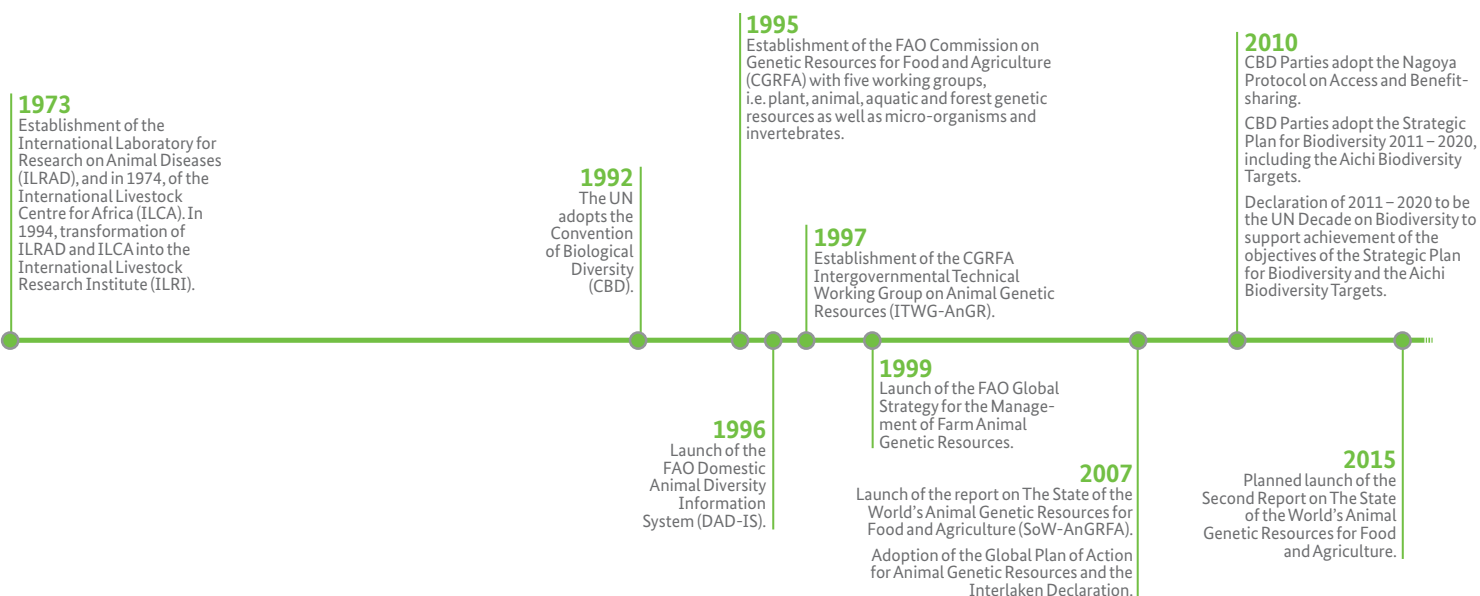 1973
Establishment of the
International Laboratory for
Research on Animal Diseases
(ILRAD), and in 1974, of the
International Livestock
Centre for Africa (ILCA). In
1994, transformation of
ILRAD and ILCA into the
International Livestock
Research Institute (ILRI).
1992
The UN
adopts the
Convention
of Biological
Diversity
(CBD).
1995
Establishment of the FAO Commission on
Genetic Resources for Food and Agriculture
(CGRFA) with five working groups,
i.e. plant, animal, aquatic and forest genetic
resources as well as micro-organisms and
invertebrates.
1996
Launch of the
FAO Domestic
Animal Diversity
Information
System (DAD-IS).
1997
Establishment of the CGRFA
Intergovernmental Technical
Working Group on Animal Genetic
Resources (ITWG-AnGR).
1999
Launch of the FAO Global
Strategy for the Manage-
ment of Farm Animal
Genetic Resources.
2007
Launch of the report on The State of the
World's Animal Genetic Resources for
Food and Agriculture (SoW-AnGRFA).
Adoption of the Global Plan of Action
for Animal Genetic Resources and the
Interlaken Declaration.
2010
CBD Parties adopt the Nagoya
Protocol on Access and Benefit-
sharing.
CBD Parties adopt the Strategic
Plan for Biodiversity 2011 – 2020,
including the Aichi Biodiversity
Targets.
Declaration of 2011 – 2020 to be
the UN Decade on Biodiversity to
support achievement of the
objectives of the Strategic Plan
for Biodiversity and the Aichi
Biodiversity Targets.
2015
Planned launch of the
Second Report on The State
of the World's Animal
Genetic Resources for Food
and Agriculture.